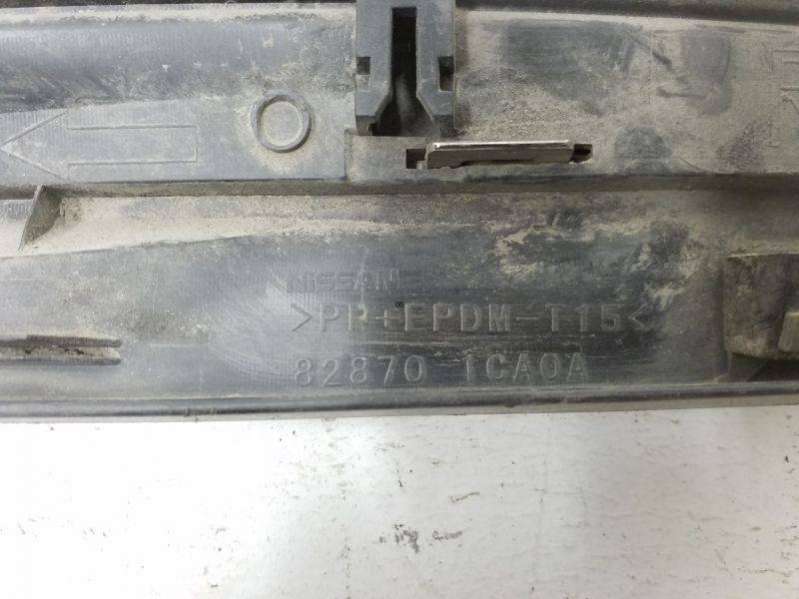 NISSAN
>PP+EPDM-T15<
82870 1CA0A